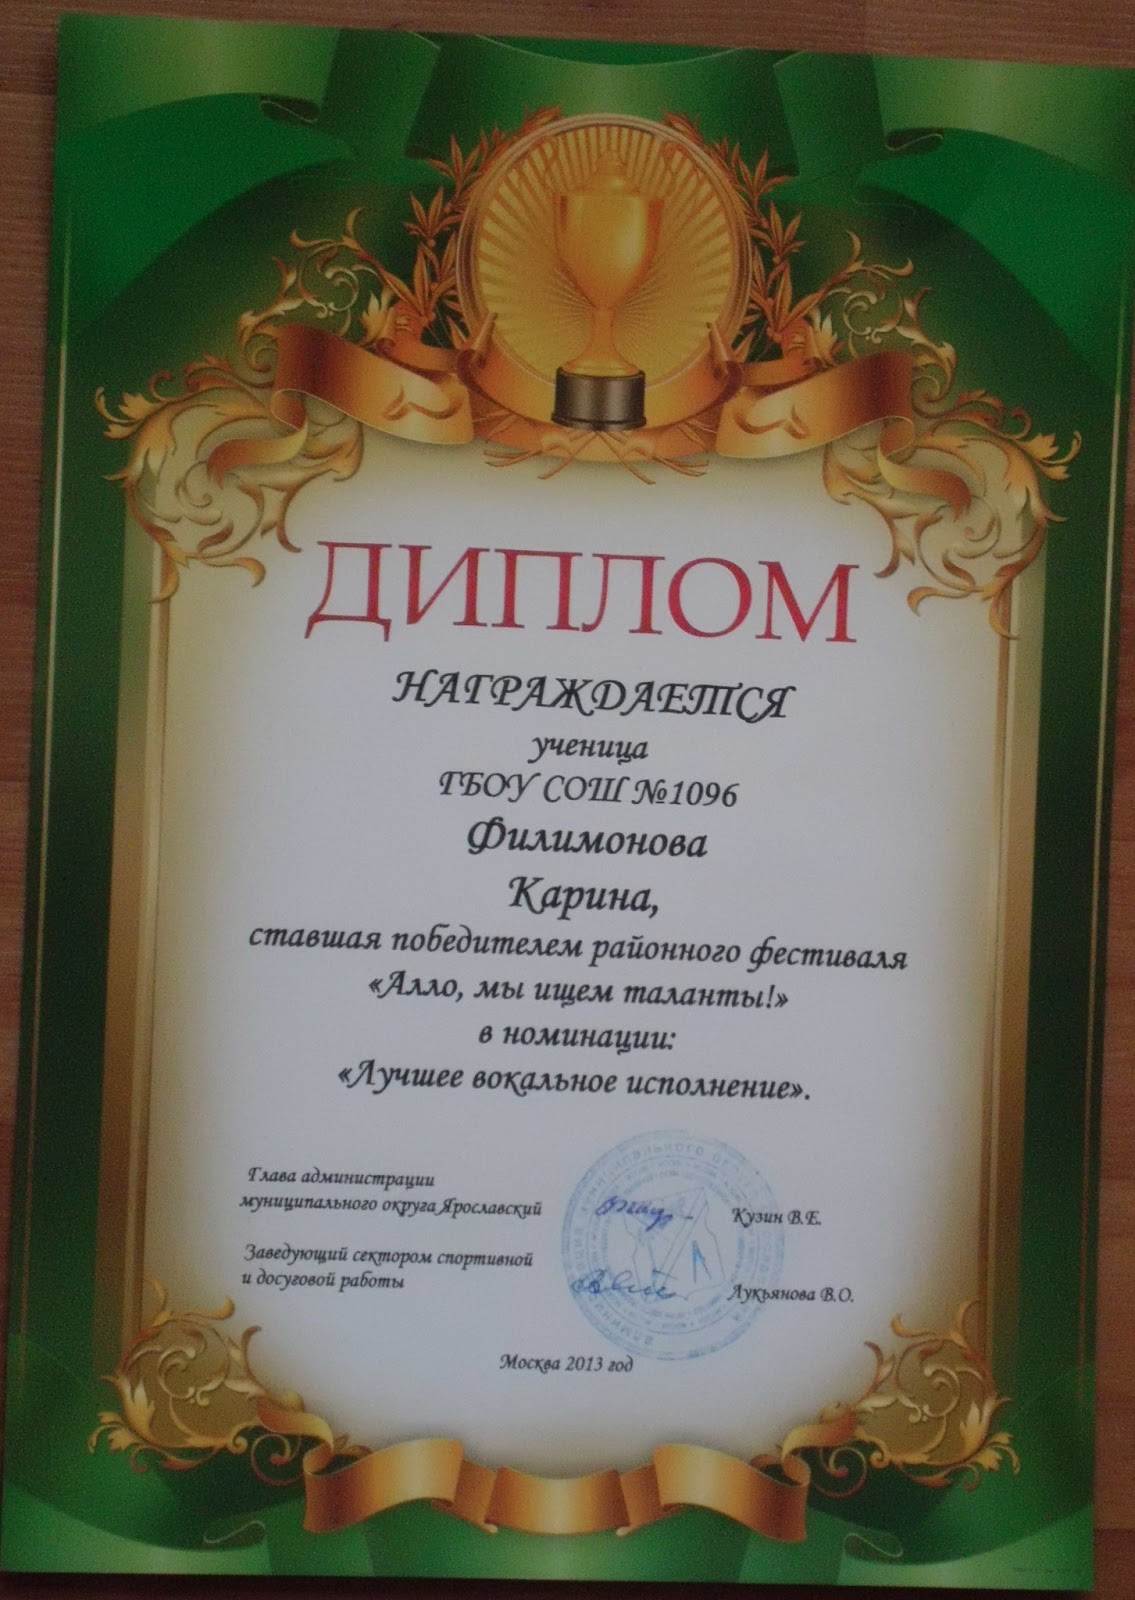 ДИПЛОМ
НАГРАЖДАЕТСЯ
ученица
ГБОУ СОШ №1096
Филимонова
Карина,
ставшая победителем районного фестиваля
«Алло, мы ищем таланты!»
в номинации:
«Лучшее вокальное исполнение».
Глава администрации
муниципального округа Ярославский
Кузин В.Е.
Заведующий сектором спортивной
и досуговой работы
Лукьянова В.О.
Москва 2013 год